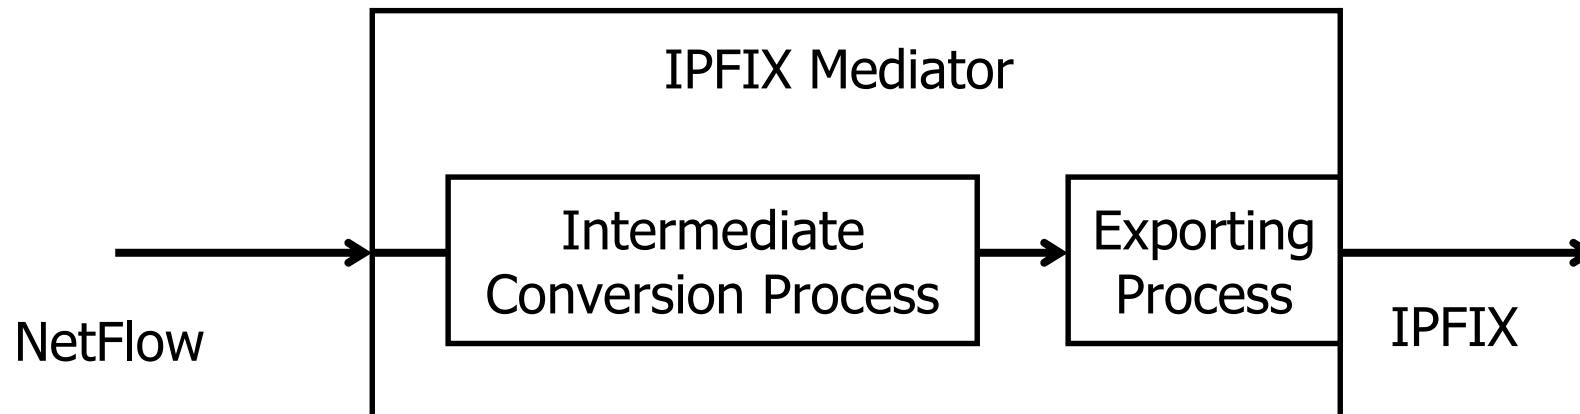 IPFIX Mediator
Intermediate
Conversion Process
Exporting
Process
NetFlow
IPFIX